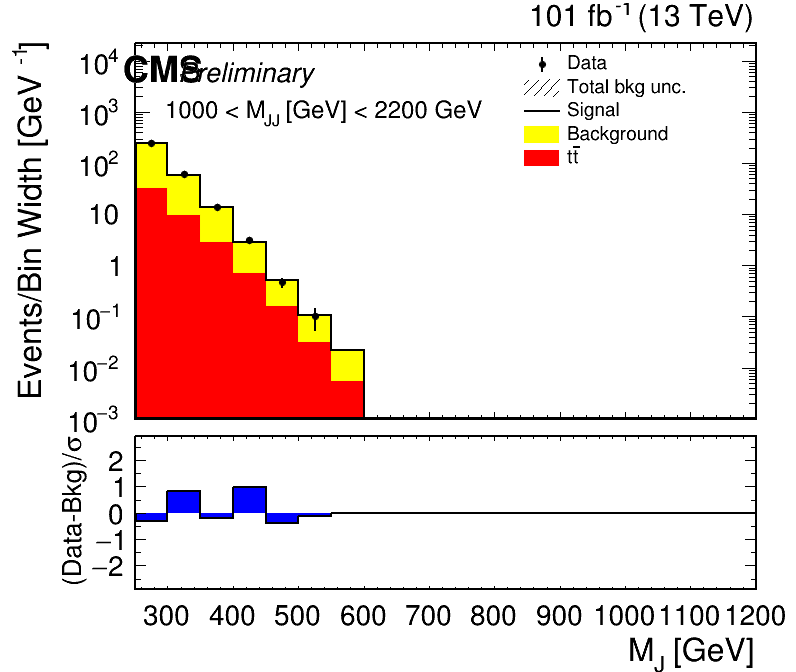 101 fb⁻¹ (13 TeV)
CMS Preliminary
1000 < M_JJ [GeV] < 2200 GeV
Data
Total bkg unc.
Signal
Background
tt̄
Events/Bin Width [GeV⁻¹]
10⁴
10³
10²
10
1
10⁻¹
10⁻²
10⁻³
(Data-Bkg)/σ
2
1
0
−1
−2
300 400 500 600 700 800 900 1000 1100 1200
M_J [GeV]